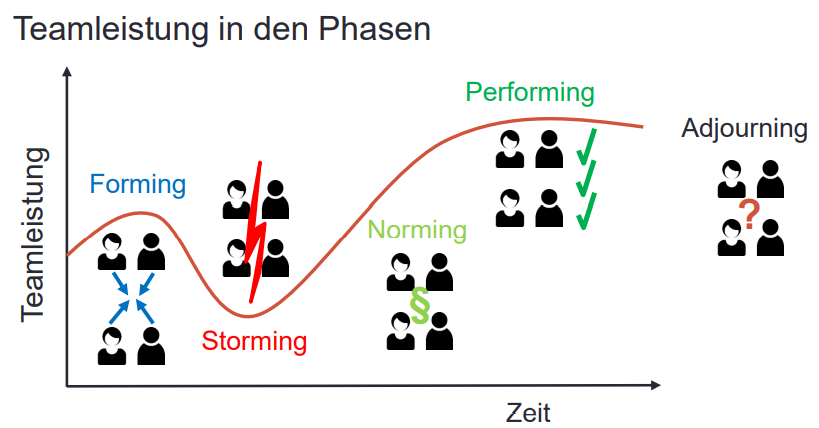 Teamleistung in den Phasen
Performing
Adjourning
Forming
Teamleistung
Norming
§
?
Storming
Zeit